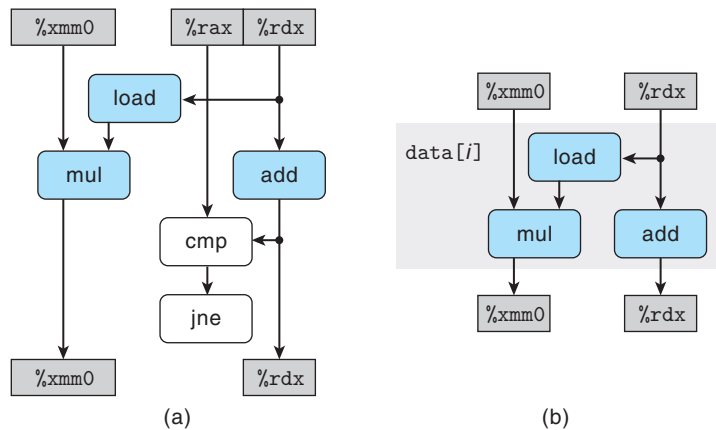 %xmm0 %rax %rdx
load
mul add
cmp
jne
%xmm0 %rdx
(a)
%xmm0 %rdx
data[i]
load
mul add
%xmm0 %rdx
(b)